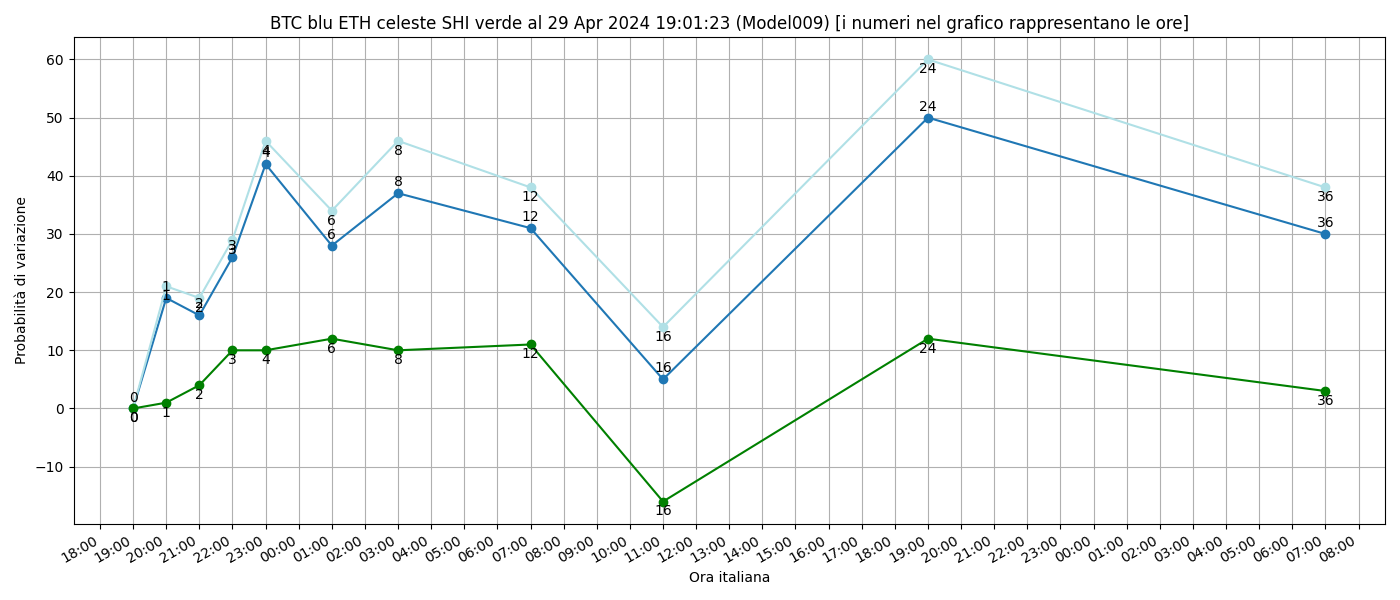 BTC blu ETH celeste SHI verde al 29 Apr 2024 19:01:23 (Model009) [i numeri nel grafico rappresentano le ore]
Probabilità di variazione
60
50
40
30
20
10
0
−10
0 1 2 3 4 6 8 12 16 24 36
0 1 2 3 4 6 8 12 16 24 36
0 1 2 3 4 6 8 12 16 24 36
18:00 19:00 20:00 21:00 22:00 23:00 00:00 01:00 02:00 03:00 04:00 05:00 06:00 07:00 08:00 09:00 10:00 11:00 12:00 13:00 14:00 15:00 16:00 17:00 18:00 19:00 20:00 21:00 22:00 23:00 00:00 01:00 02:00 03:00 04:00 05:00 06:00 07:00 08:00
Ora italiana